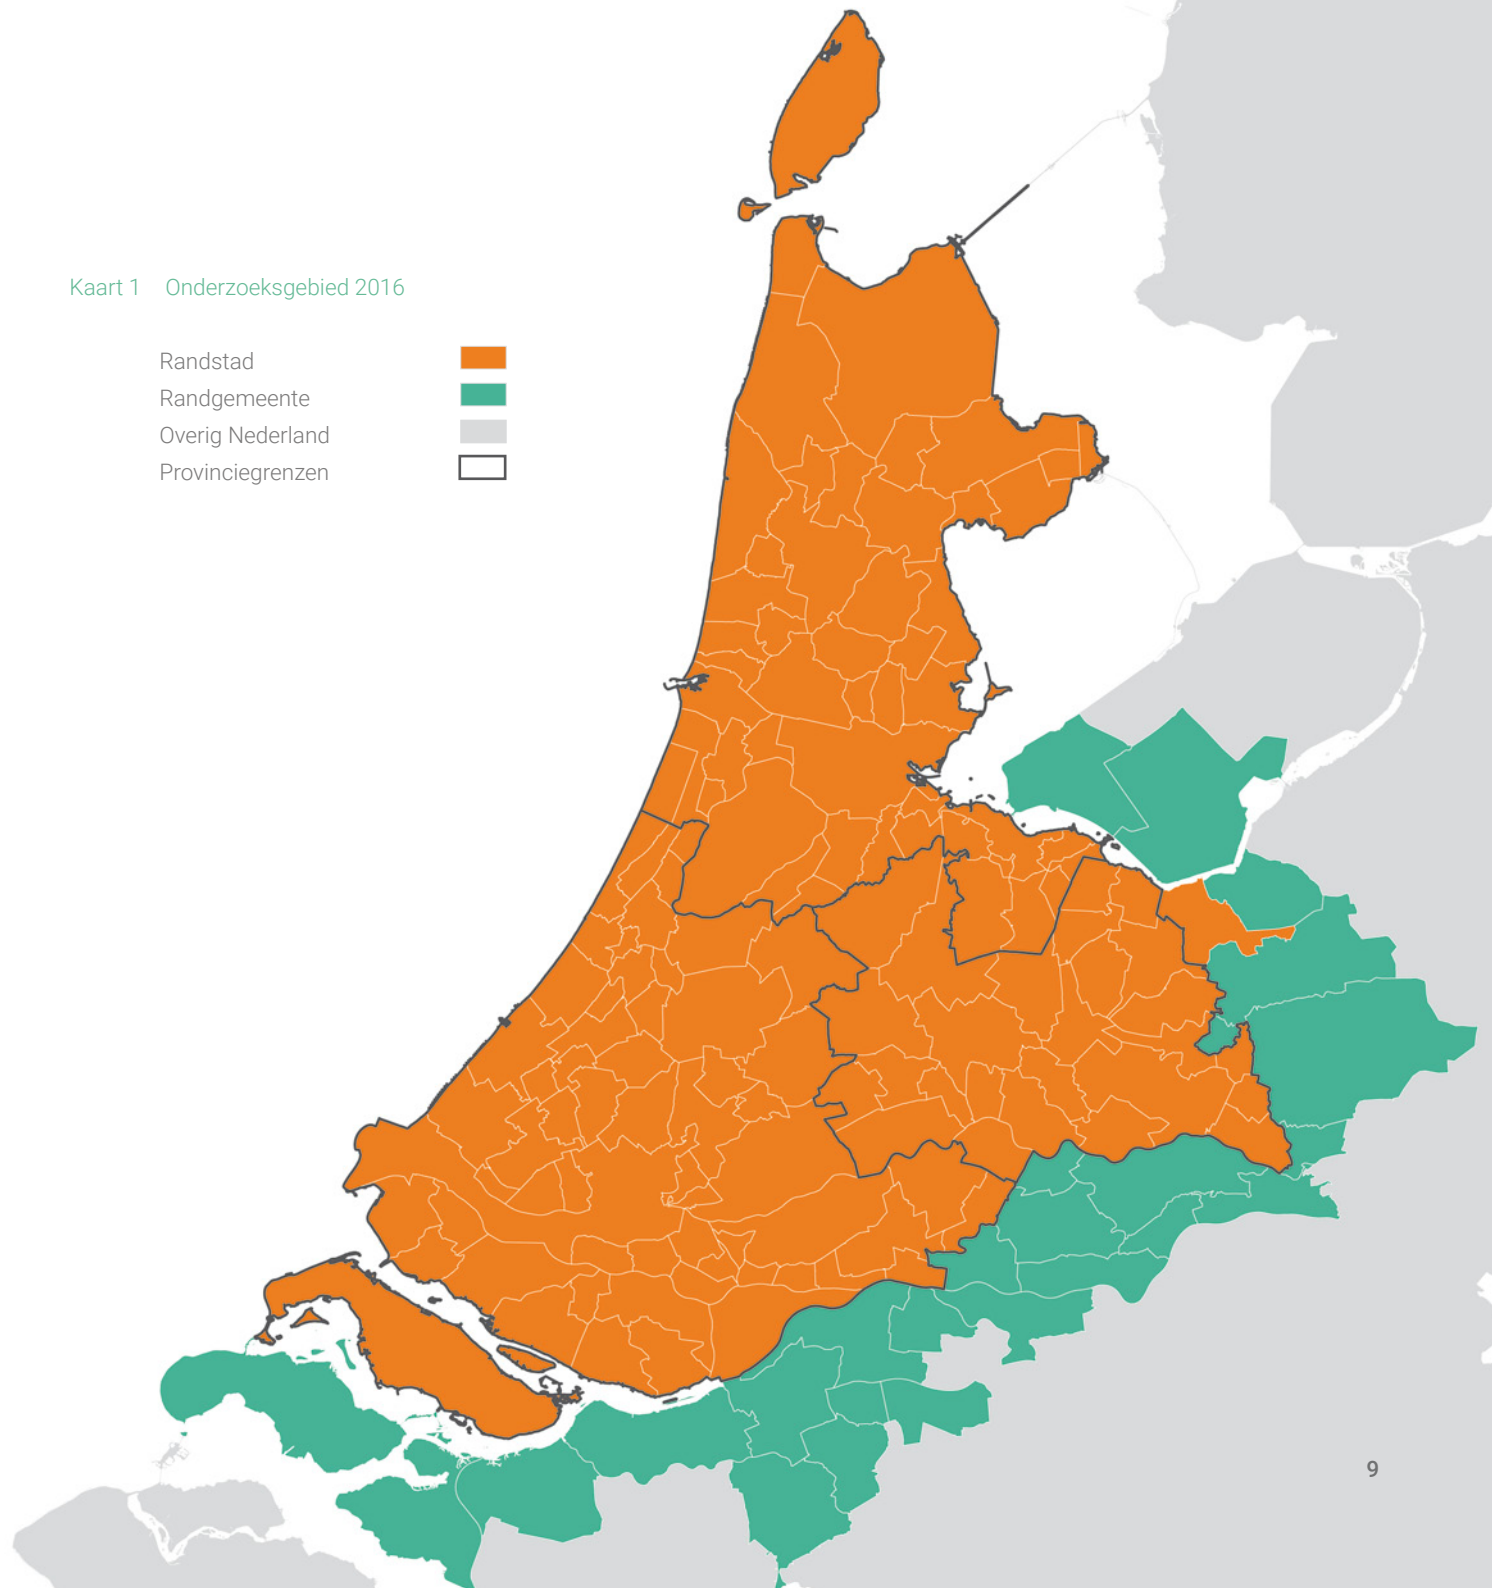 Kaart 1 Onderzoeksgebied 2016
Randstad
Randgemeente
Overig Nederland
Provinciegrenzen
9